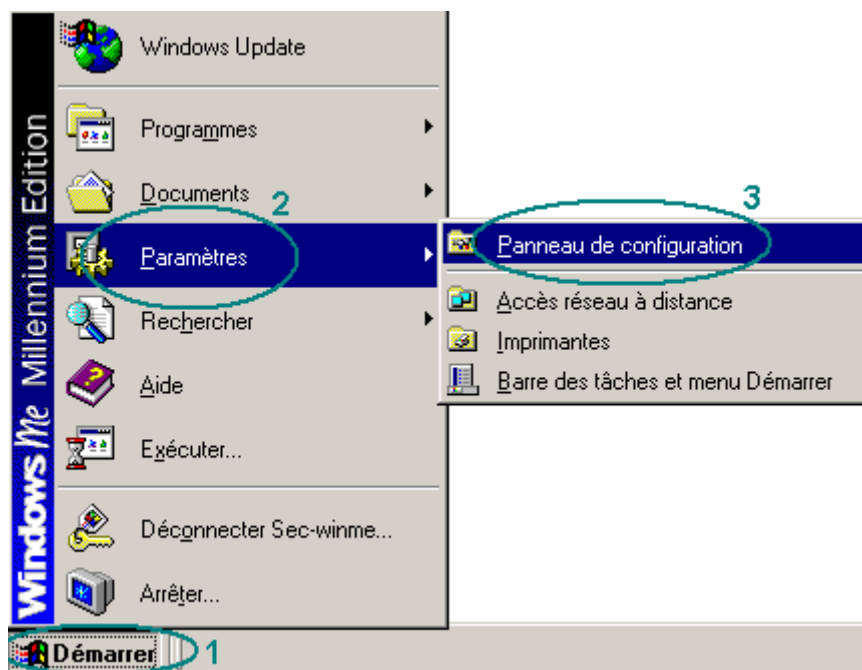 Windows Me Millennium Edition
Windows Update
Programmes
Documents
2
Paramètres
Rechercher
Aide
Exécuter...
Déconnecter Sec-winme...
Arrêter...
3
Panneau de configuration
Accès réseau à distance
Imprimantes
Barre des tâches et menu Démarrer
Démarrer 1